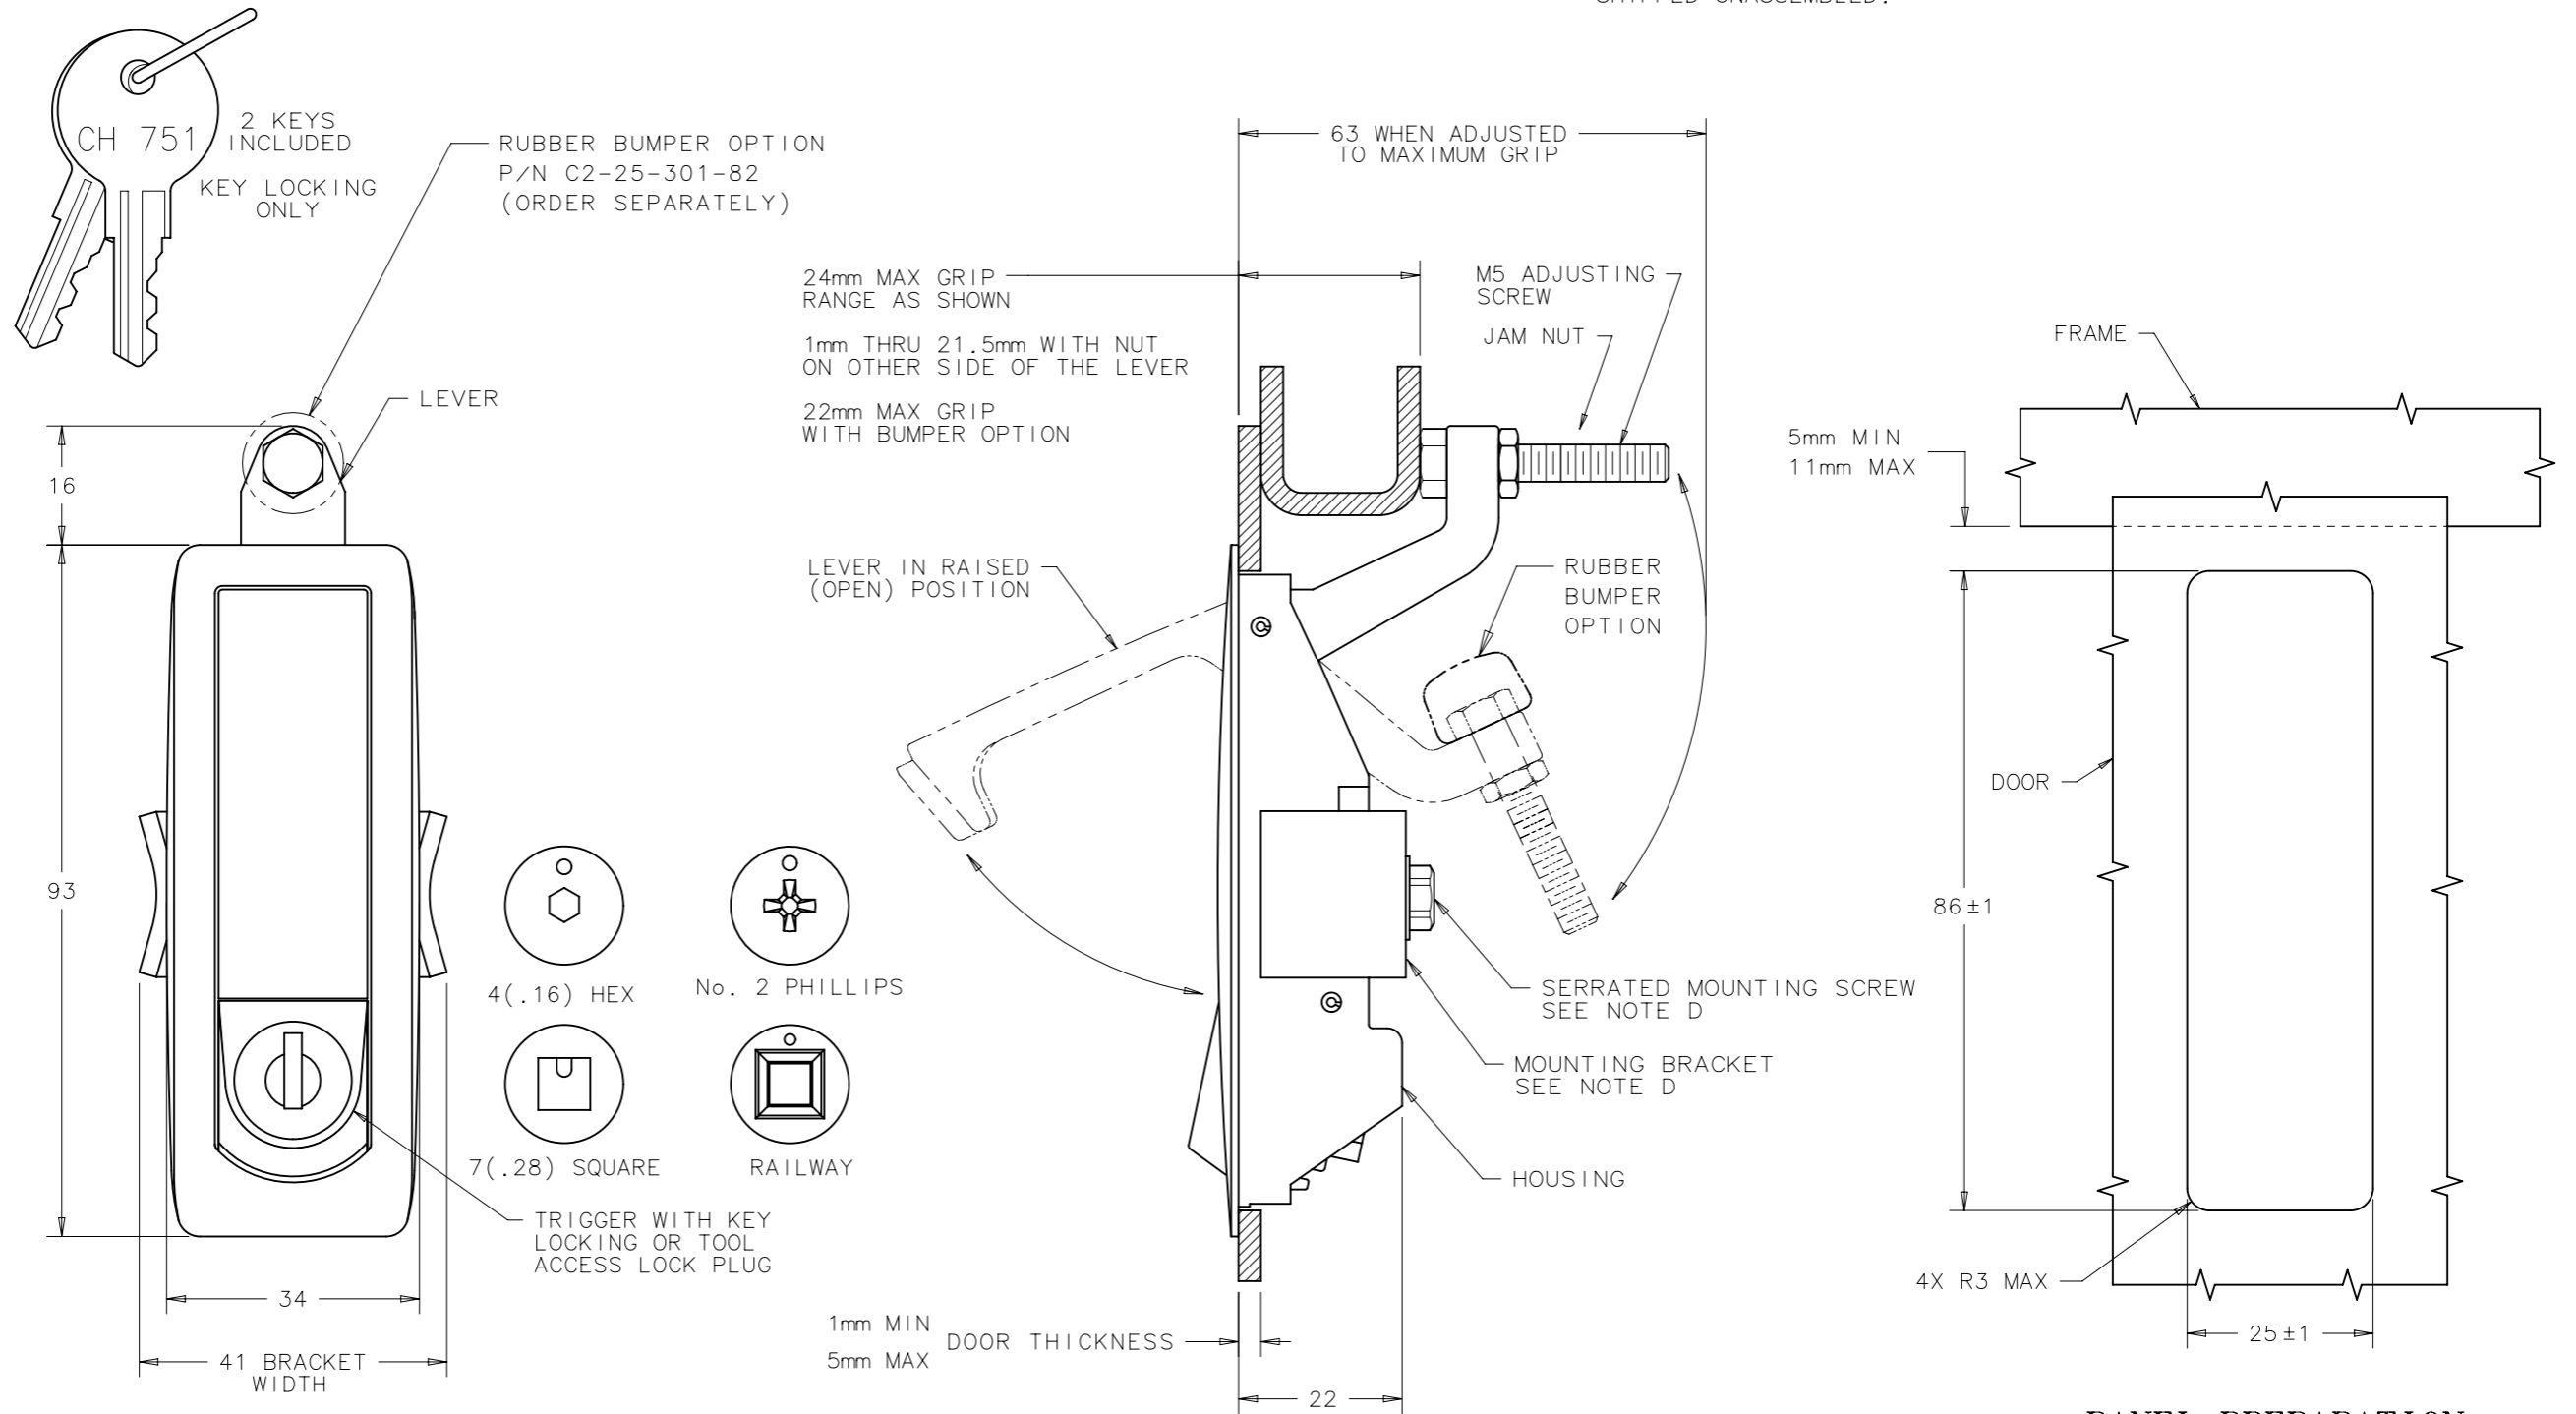 SHIPPED UNASSEMBLED.
CH 751
2 KEYS
INCLUDED
KEY LOCKING
ONLY
RUBBER BUMPER OPTION
P/N C2-25-301-82
(ORDER SEPARATELY)
LEVER
16
93
34
41 BRACKET
WIDTH
4(.16) HEX
No. 2 PHILLIPS
7(.28) SQUARE
RAILWAY
TRIGGER WITH KEY
LOCKING OR TOOL
ACCESS LOCK PLUG
63 WHEN ADJUSTED
TO MAXIMUM GRIP
24mm MAX GRIP
RANGE AS SHOWN
1mm THRU 21.5mm WITH NUT
ON OTHER SIDE OF THE LEVER
22mm MAX GRIP
WITH BUMPER OPTION
M5 ADJUSTING
SCREW
JAM NUT
LEVER IN RAISED
(OPEN) POSITION
RUBBER
BUMPER
OPTION
SERRATED MOUNTING SCREW
SEE NOTE D
MOUNTING BRACKET
SEE NOTE D
HOUSING
1mm MIN
5mm MAX
DOOR THICKNESS
22
FRAME
5mm MIN
11mm MAX
DOOR
86±1
4X R3 MAX
25±1
PANEL PREPARATION